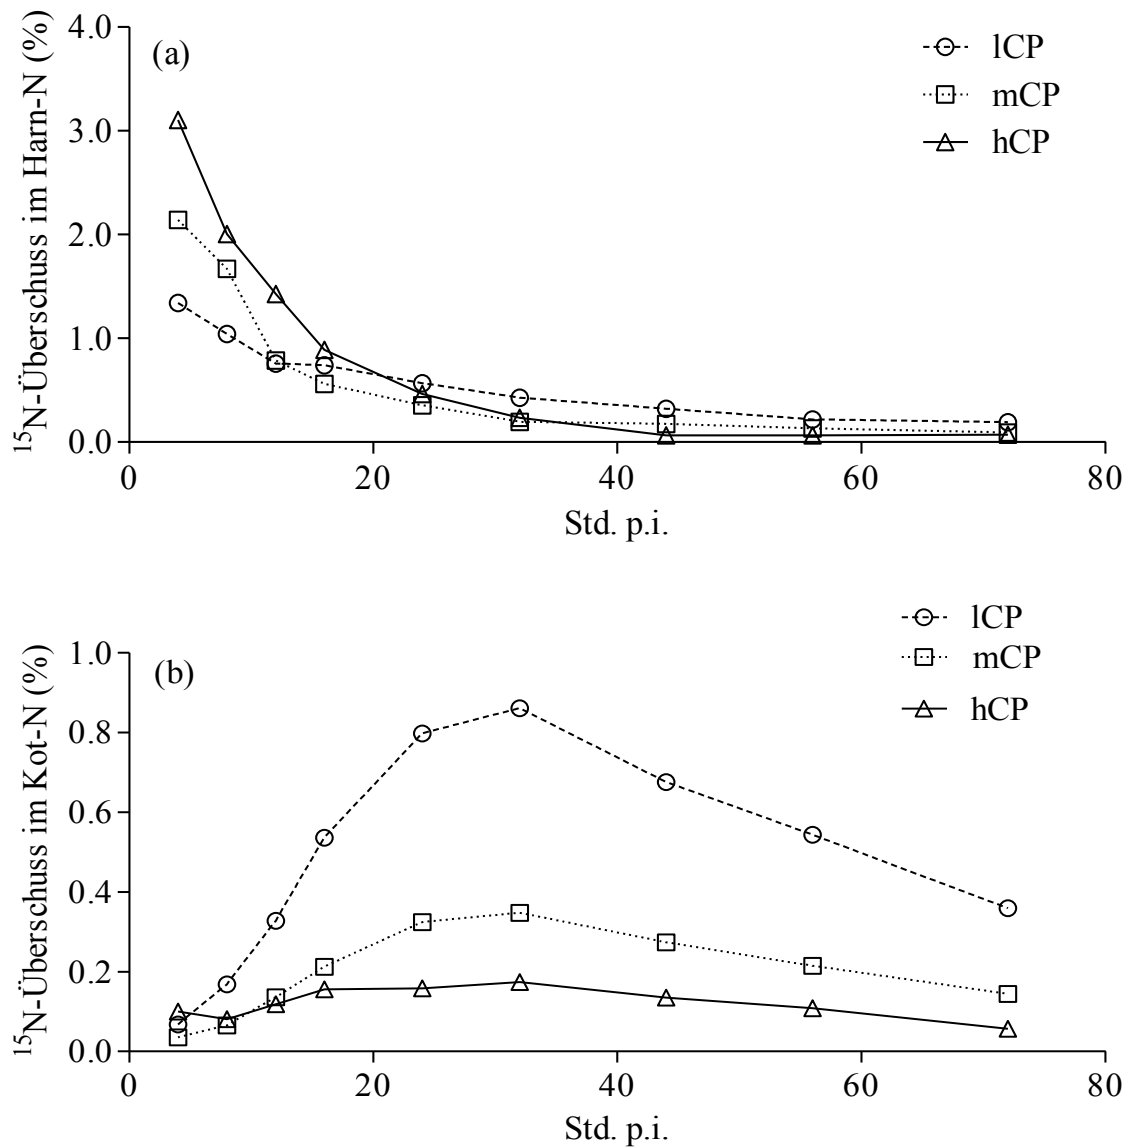 4.0
(a)
lCP
mCP
hCP
3.0
2.0
1.0
0.0
¹⁵N-Überschuss im Harn-N (%)
0 20 40 60 80
Std. p.i.
lCP
mCP
hCP
1.0
(b)
0.8
0.6
0.4
0.2
0.0
¹⁵N-Überschuss im Kot-N (%)
0 20 40 60 80
Std. p.i.